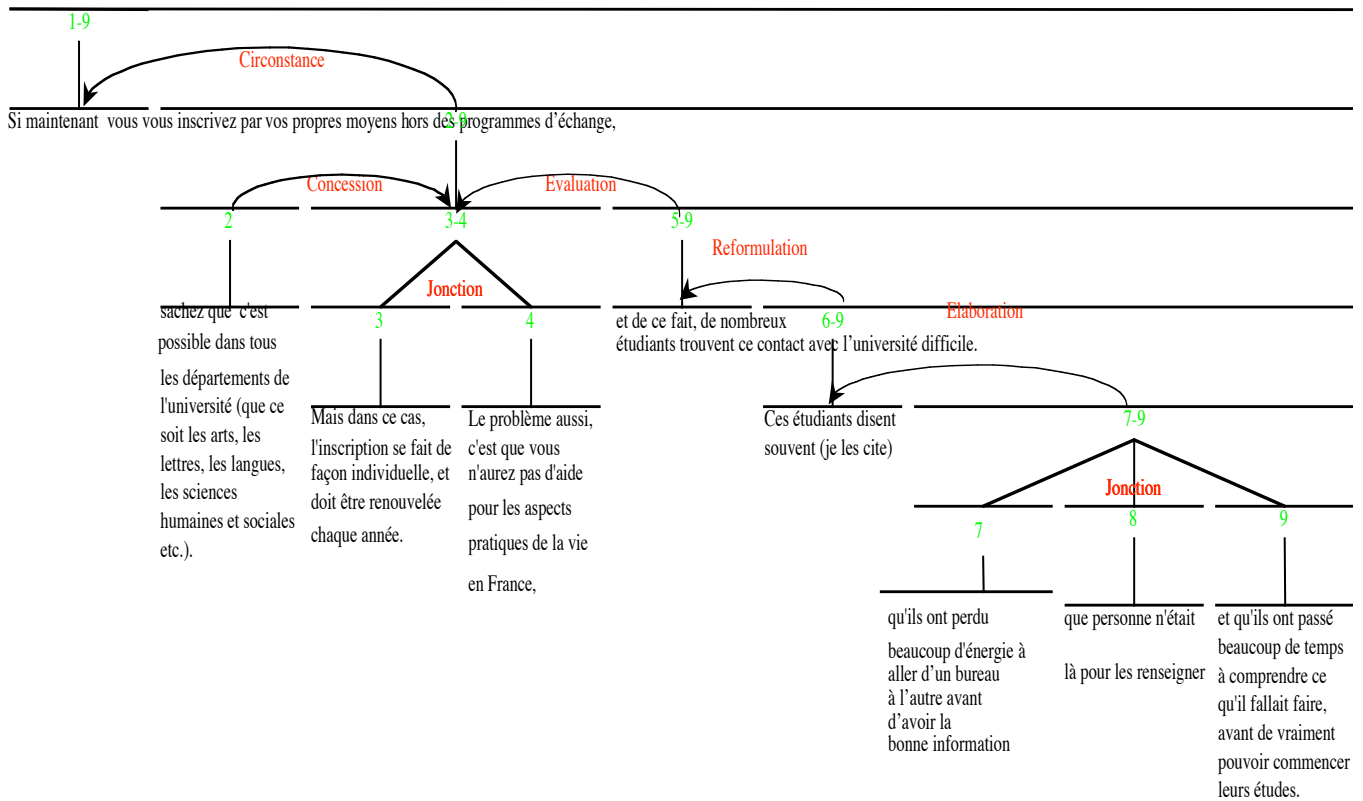 1-9
Circonstance
Si maintenant vous vous inscrivez par vos propres moyens hors des programmes d’échange,
2-9
Concession
Evaluation
2
3-4
5-9
Reformulation
Jonction
Elaboration
sachez que c'est
possible dans tous
les départements de
l'université (que ce
soit les arts, les
lettres, les langues,
les sciences
humaines et sociales
etc.).
3
Mais dans ce cas,
l'inscription se fait de
façon individuelle, et
doit être renouvelée
chaque année.
4
Le problème aussi,
c'est que vous
n'aurez pas d'aide
pour les aspects
pratiques de la vie
en France,
et de ce fait, de nombreux
étudiants trouvent ce contact avec l’université difficile.
6-9
Ces étudiants disent
souvent (je les cite)
7-9
Jonction
7
qu'ils ont perdu
beaucoup d'énergie à
aller d’un bureau
à l’autre avant
d’avoir la
bonne information
8
que personne n'était
là pour les renseigner
9
et qu'ils ont passé
beaucoup de temps
à comprendre ce
qu'il fallait faire,
avant de vraiment
pouvoir commencer
leurs études.